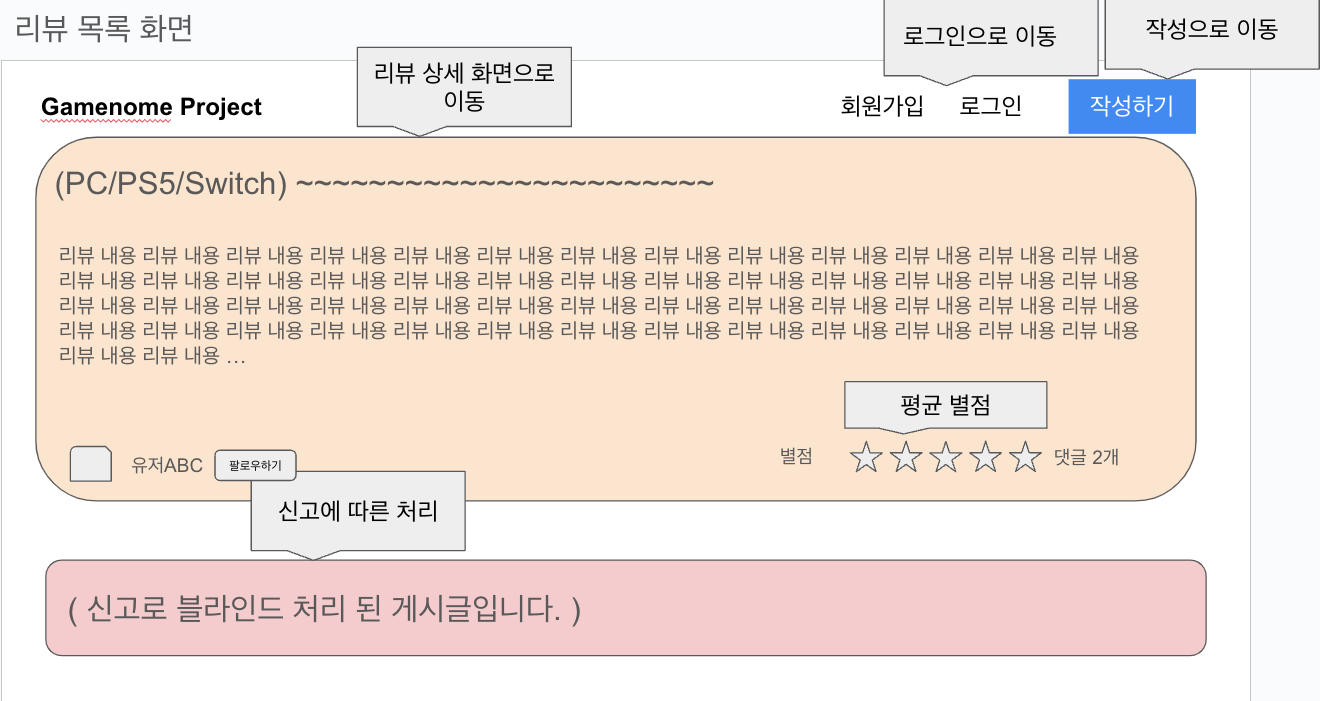 리뷰 목록 화면
로그인으로 이동
작성으로 이동
리뷰 상세 화면으로
이동
Gamenome Project
회원가입
로그인
작성하기
(PC/PS5/Switch) ~~~~~~~~~~~~~~~~~~~~~~~
리뷰 내용 리뷰 내용 리뷰 내용 리뷰 내용 리뷰 내용 리뷰 내용 리뷰 내용 리뷰 내용 리뷰 내용 리뷰 내용 리뷰 내용 리뷰 내용 리뷰 내용
리뷰 내용 리뷰 내용 리뷰 내용 리뷰 내용 리뷰 내용 리뷰 내용 리뷰 내용 리뷰 내용 리뷰 내용 리뷰 내용 리뷰 내용 리뷰 내용 리뷰 내용
리뷰 내용 리뷰 내용 리뷰 내용 리뷰 내용 리뷰 내용 리뷰 내용 리뷰 내용 리뷰 내용 리뷰 내용 리뷰 내용 리뷰 내용 리뷰 내용 리뷰 내용
리뷰 내용 리뷰 내용 리뷰 내용 리뷰 내용 리뷰 내용 리뷰 내용 리뷰 내용 리뷰 내용 리뷰 내용 리뷰 내용 리뷰 내용 리뷰 내용 리뷰 내용
리뷰 내용 리뷰 내용 …
평균 별점
유저ABC
팔로우하기
별점
댓글 2개
신고에 따른 처리
( 신고로 블라인드 처리 된 게시글입니다. )